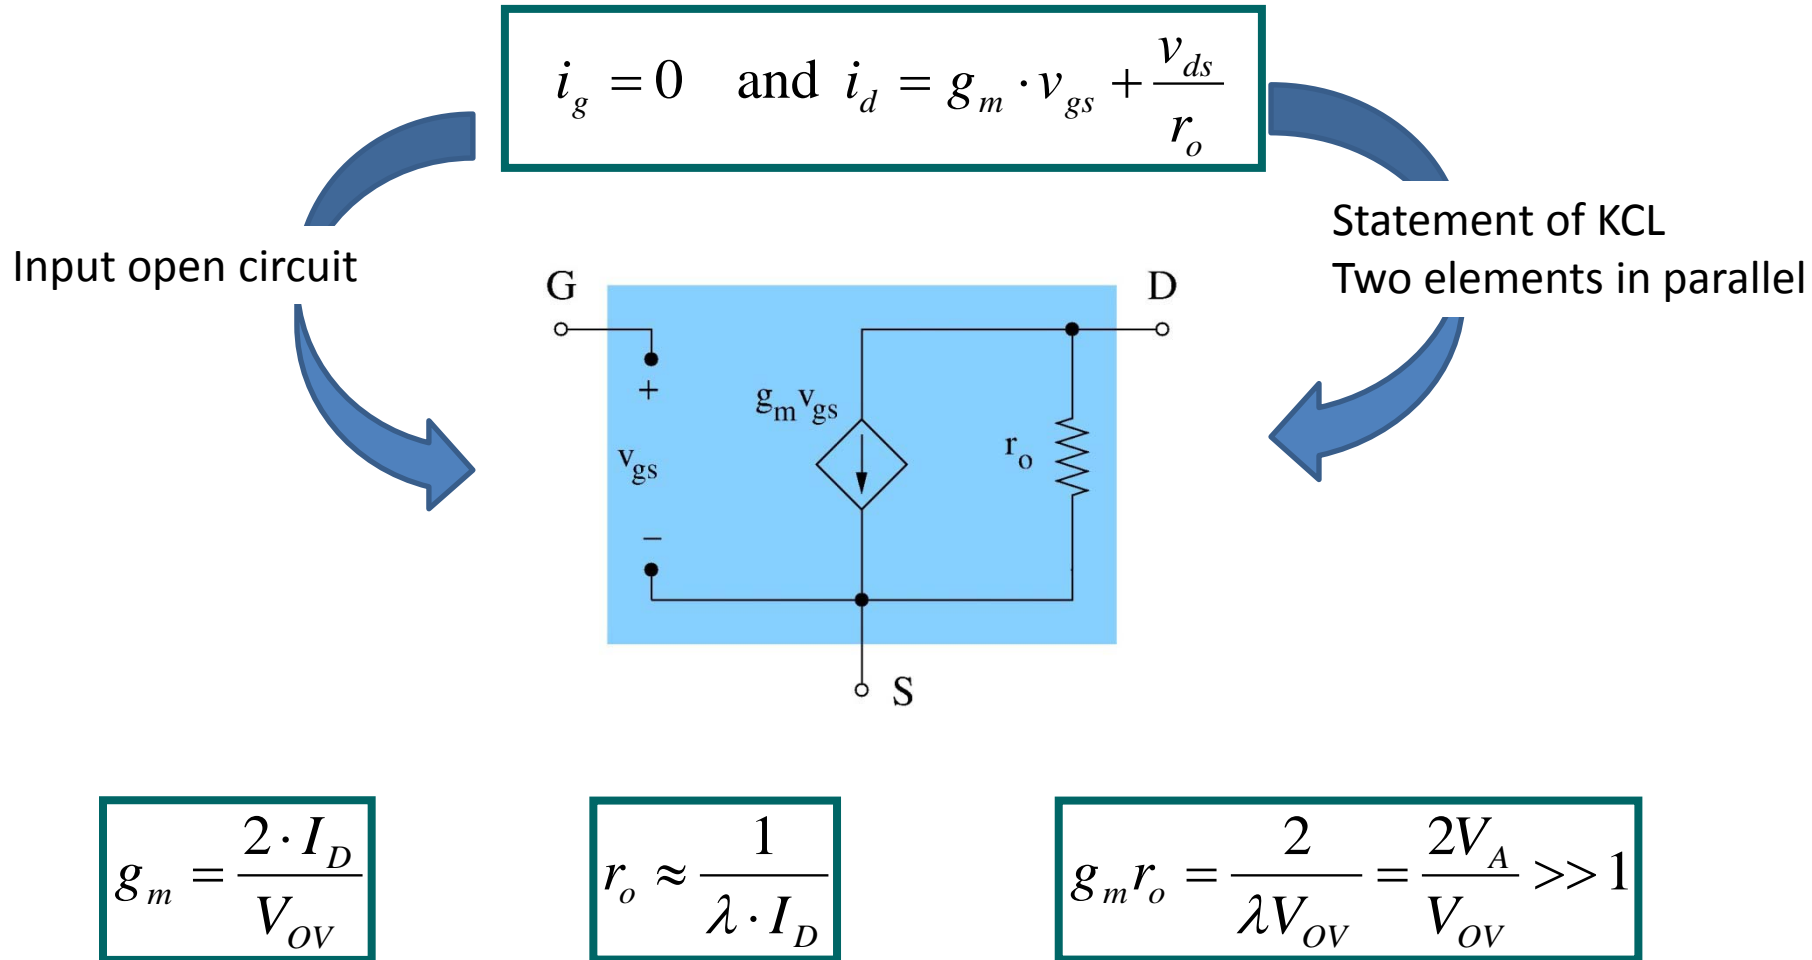 i_g = 0 and i_d = g_m · v_gs + v_ds / r_o
Input open circuit
Statement of KCL
Two elements in parallel
G
D
+
g_m v_gs
v_gs
r_o
−
S
g_m = 2 · I_D / V_OV
r_o ≈ 1 / λ · I_D
g_m r_o = 2 / λV_OV = 2V_A / V_OV >> 1